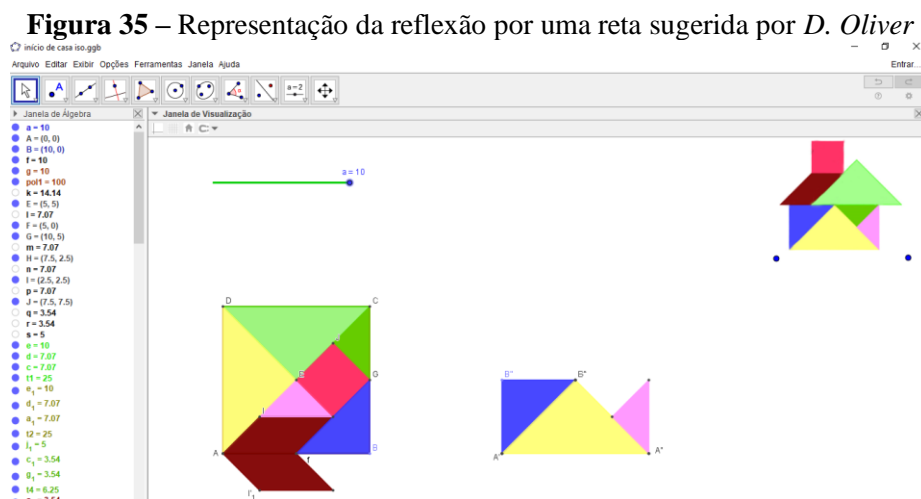 Figura 35 – Representação da reflexão por uma reta sugerida por D. Oliver
início de casa iso.ggb
Arquivo Editar Exibir Opções Ferramentas Janela Ajuda
Entrar...
a = 2
Janela de Álgebra
Janela de Visualização
a = 10
A = (0, 0)
B = (10, 0)
f = 10
g = 10
pol1 = 100
k = 14.14
E = (5, 5)
l = 7.07
F = (5, 0)
G = (10, 5)
m = 7.07
H = (7.5, 2.5)
n = 7.07
I = (2.5, 2.5)
p = 7.07
J = (7.5, 7.5)
q = 3.54
r = 3.54
s = 5
e = 10
d = 7.07
c = 7.07
t1 = 25
e₁ = 10
d₁ = 7.07
a₁ = 7.07
t2 = 25
c₁ = 3.54
g₁ = 3.54
t4 = 6.25
a = 10
D
C
G
I
A
f
B
I'₁
B''
A''